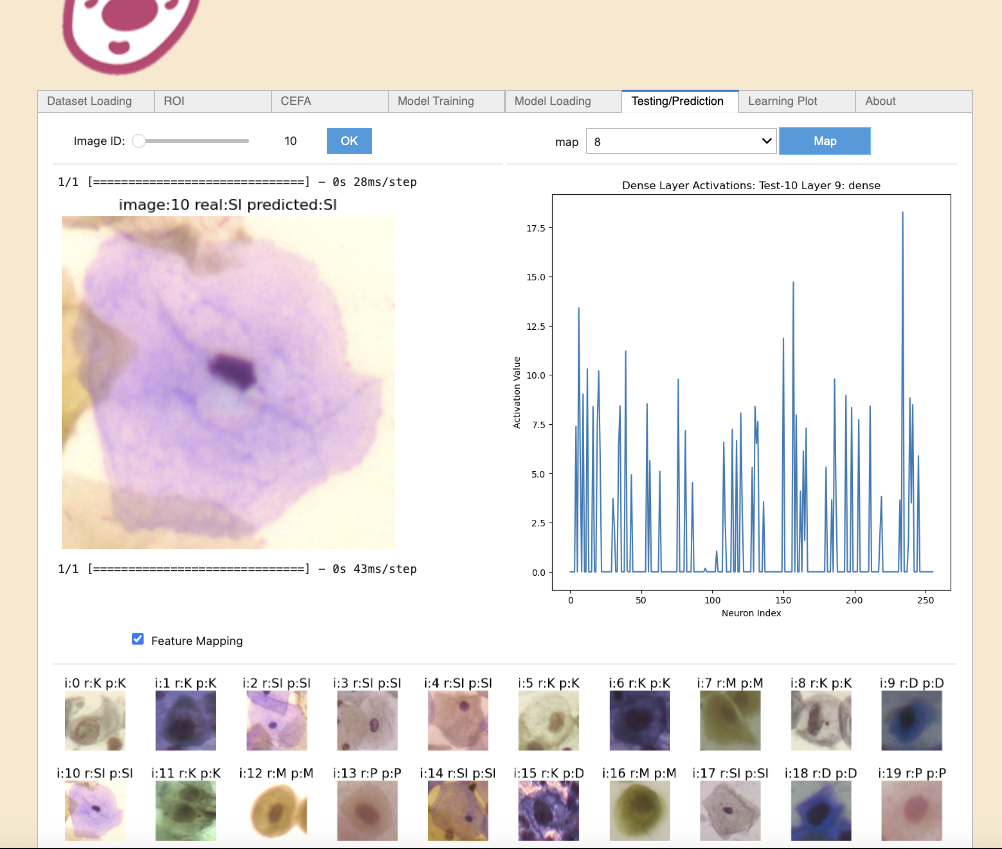 Dataset Loading ROI CEFA Model Training Model Loading Testing/Prediction Learning Plot About
Image ID: 10 OK
map 8 Map
1/1 [==============================] - 0s 28ms/step
image:10 real:SI predicted:SI
1/1 [==============================] - 0s 43ms/step
Feature Mapping
Dense Layer Activations: Test-10 Layer 9: dense
Activation Value
17.5
15.0
12.5
10.0
7.5
5.0
2.5
0.0
0 50 100 150 200 250
Neuron Index
i:0 r:K p:K i:1 r:K p:K i:2 r:SI p:SI i:3 r:SI p:SI i:4 r:SI p:SI i:5 r:K p:K i:6 r:K p:K i:7 r:M p:M i:8 r:K p:K i:9 r:D p:D
i:10 r:SI p:SI i:11 r:K p:K i:12 r:M p:M i:13 r:P p:P i:14 r:SI p:SI i:15 r:K p:D i:16 r:M p:M i:17 r:SI p:SI i:18 r:D p:D i:19 r:P p:P